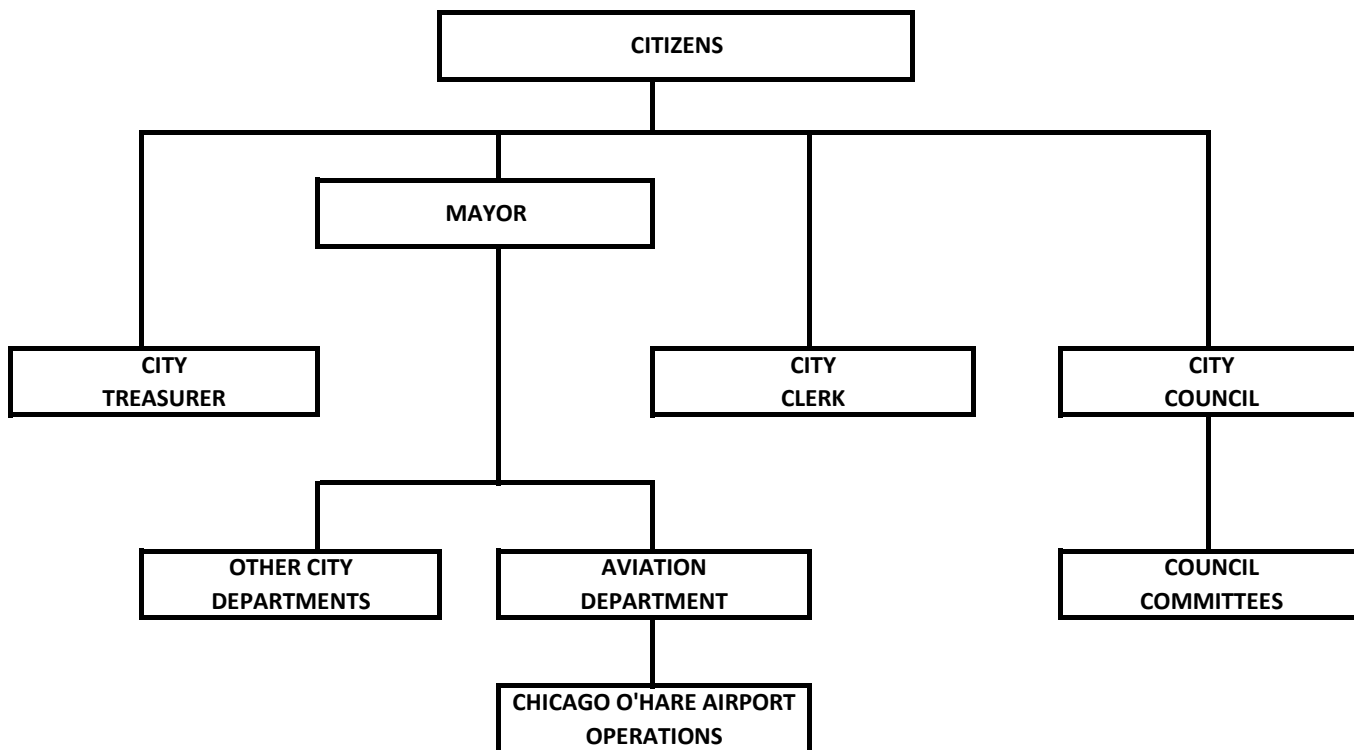 CITIZENS
MAYOR
CITY
TREASURER
CITY
CLERK
CITY
COUNCIL
OTHER CITY
DEPARTMENTS
AVIATION
DEPARTMENT
COUNCIL
COMMITTEES
CHICAGO O'HARE AIRPORT
OPERATIONS